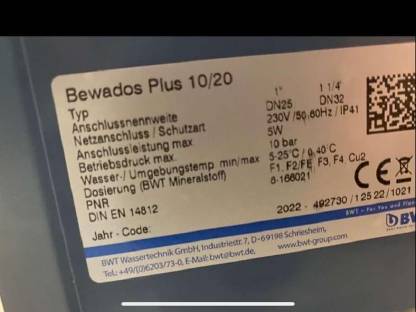 Bewados Plus 10/20
Typ 1" 1 1/4"
Anschlussnennweite DN25 DN32
Netzanschluss / Schutzart 230V /50,60Hz / IP41
Anschlussleistung max. 5W
Betriebsdruck max. 10 bar
Wasser-/ Umgebungstemp. min/max 5-25°C / 0,40°C
Dosierung (BWT Mineralstoff) F1, F2/FE, F3, F4, Cu2
PNR 6-166021
DIN EN 14812
Jahr - Code: 2022 - 492730 / 125 22 / 1021
BWT – For You and
BWT Wassertechnik GmbH, Industriestr. 7, D-69198 Schriesheim,
Tel.: +49/(0)6203/73-0, E-Mail: bwt@bwt.de, www.bwt-group.com